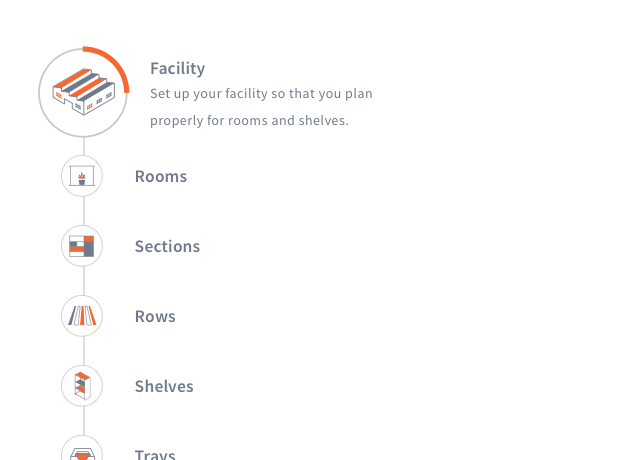 Facility
Set up your facility so that you plan
properly for rooms and shelves.
Rooms
Sections
Rows
Shelves
Trays